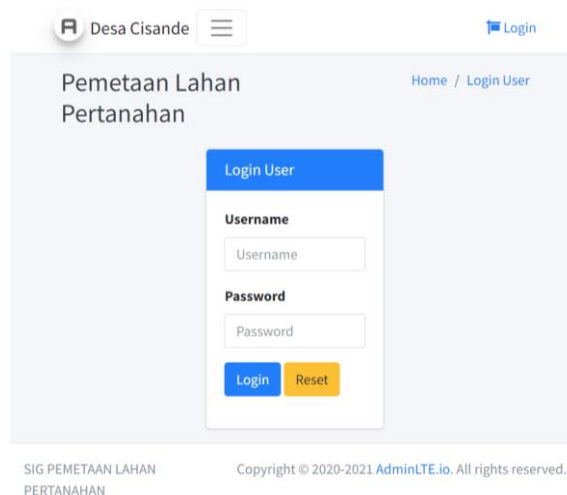 Desa Cisande
Login
Pemetaan Lahan
Pertanahan
Home / Login User
Login User
Username
Username
Password
Password
Login Reset
SIG PEMETAAN LAHAN
PERTANAHAN
Copyright © 2020-2021 AdminLTE.io. All rights reserved.